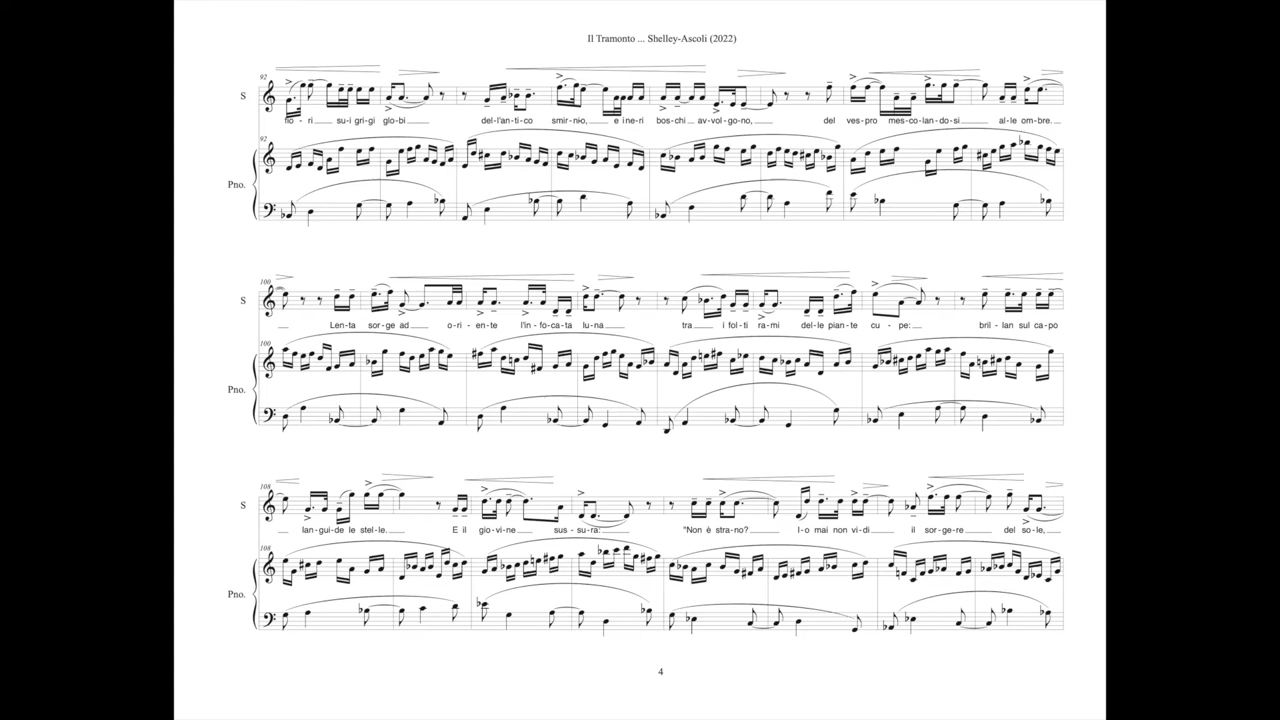 Il Tramonto ... Shelley-Ascoli (2022)
92
S
fio - ri su-i gri-gi glo-bi del-l'an-ti-co smir-nio, e i ne-ri bos-chi av-vol-go-no, del ves-pro mes-co-lan-do-si al-le om-bre.
92
Pno.
100
S
Len-ta sor-ge ad o-ri-en-te l'in-fo-ca-ta lu-na tra i fol-ti ra-mi del-le pian-te cu-pe: bril-lan sul ca-po
100
Pno.
108
S
lan-gui-de le stel-le. E il gio-vi-ne sus-su-ra: "Non è stra-no? I-o mai non vi-di il sor-ge-re del so-le,
108
Pno.
4